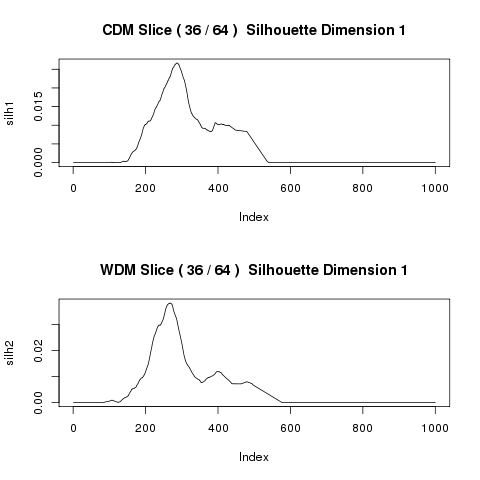 CDM Slice ( 36 / 64 )  Silhouette Dimension 1
silh1
0.000
0.015
0 200 400 600 800 1000
Index
WDM Slice ( 36 / 64 )  Silhouette Dimension 1
silh2
0.00
0.02
0 200 400 600 800 1000
Index